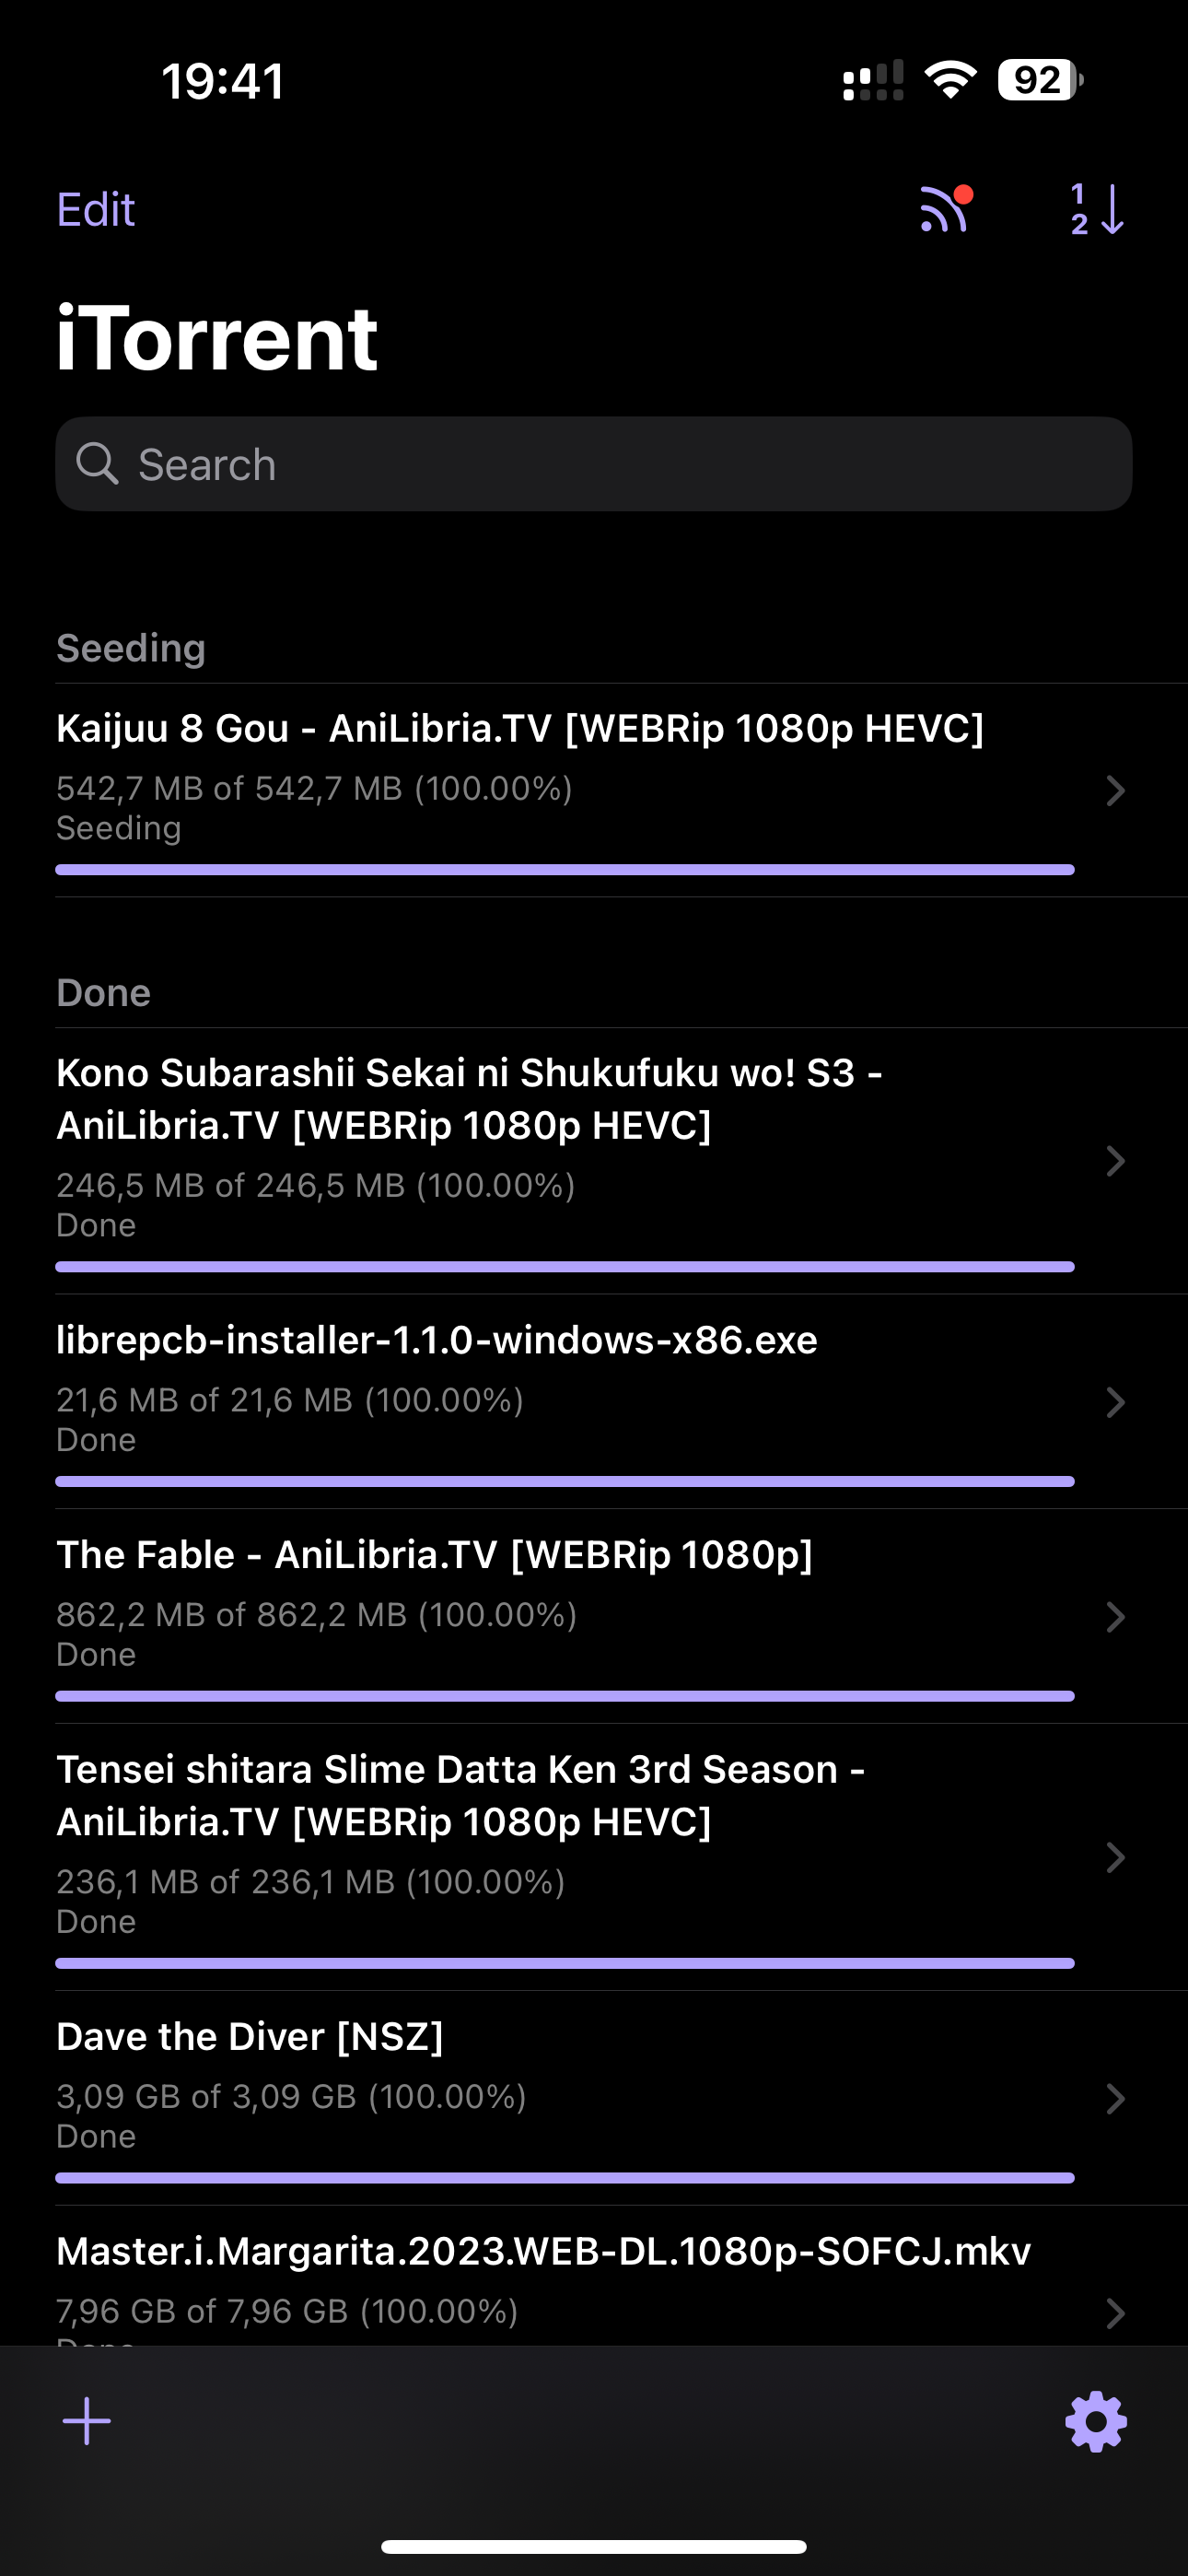 19:41
92
Edit
1
2
iTorrent
Search
Seeding
Kaijuu 8 Gou - AniLibria.TV [WEBRip 1080p HEVC]
542,7 MB of 542,7 MB (100.00%)
Seeding
Done
Kono Subarashii Sekai ni Shukufuku wo! S3 -
AniLibria.TV [WEBRip 1080p HEVC]
246,5 MB of 246,5 MB (100.00%)
Done
librepcb-installer-1.1.0-windows-x86.exe
21,6 MB of 21,6 MB (100.00%)
Done
The Fable - AniLibria.TV [WEBRip 1080p]
862,2 MB of 862,2 MB (100.00%)
Done
Tensei shitara Slime Datta Ken 3rd Season -
AniLibria.TV [WEBRip 1080p HEVC]
236,1 MB of 236,1 MB (100.00%)
Done
Dave the Diver [NSZ]
3,09 GB of 3,09 GB (100.00%)
Done
Master.i.Margarita.2023.WEB-DL.1080p-SOFCJ.mkv
7,96 GB of 7,96 GB (100.00%)